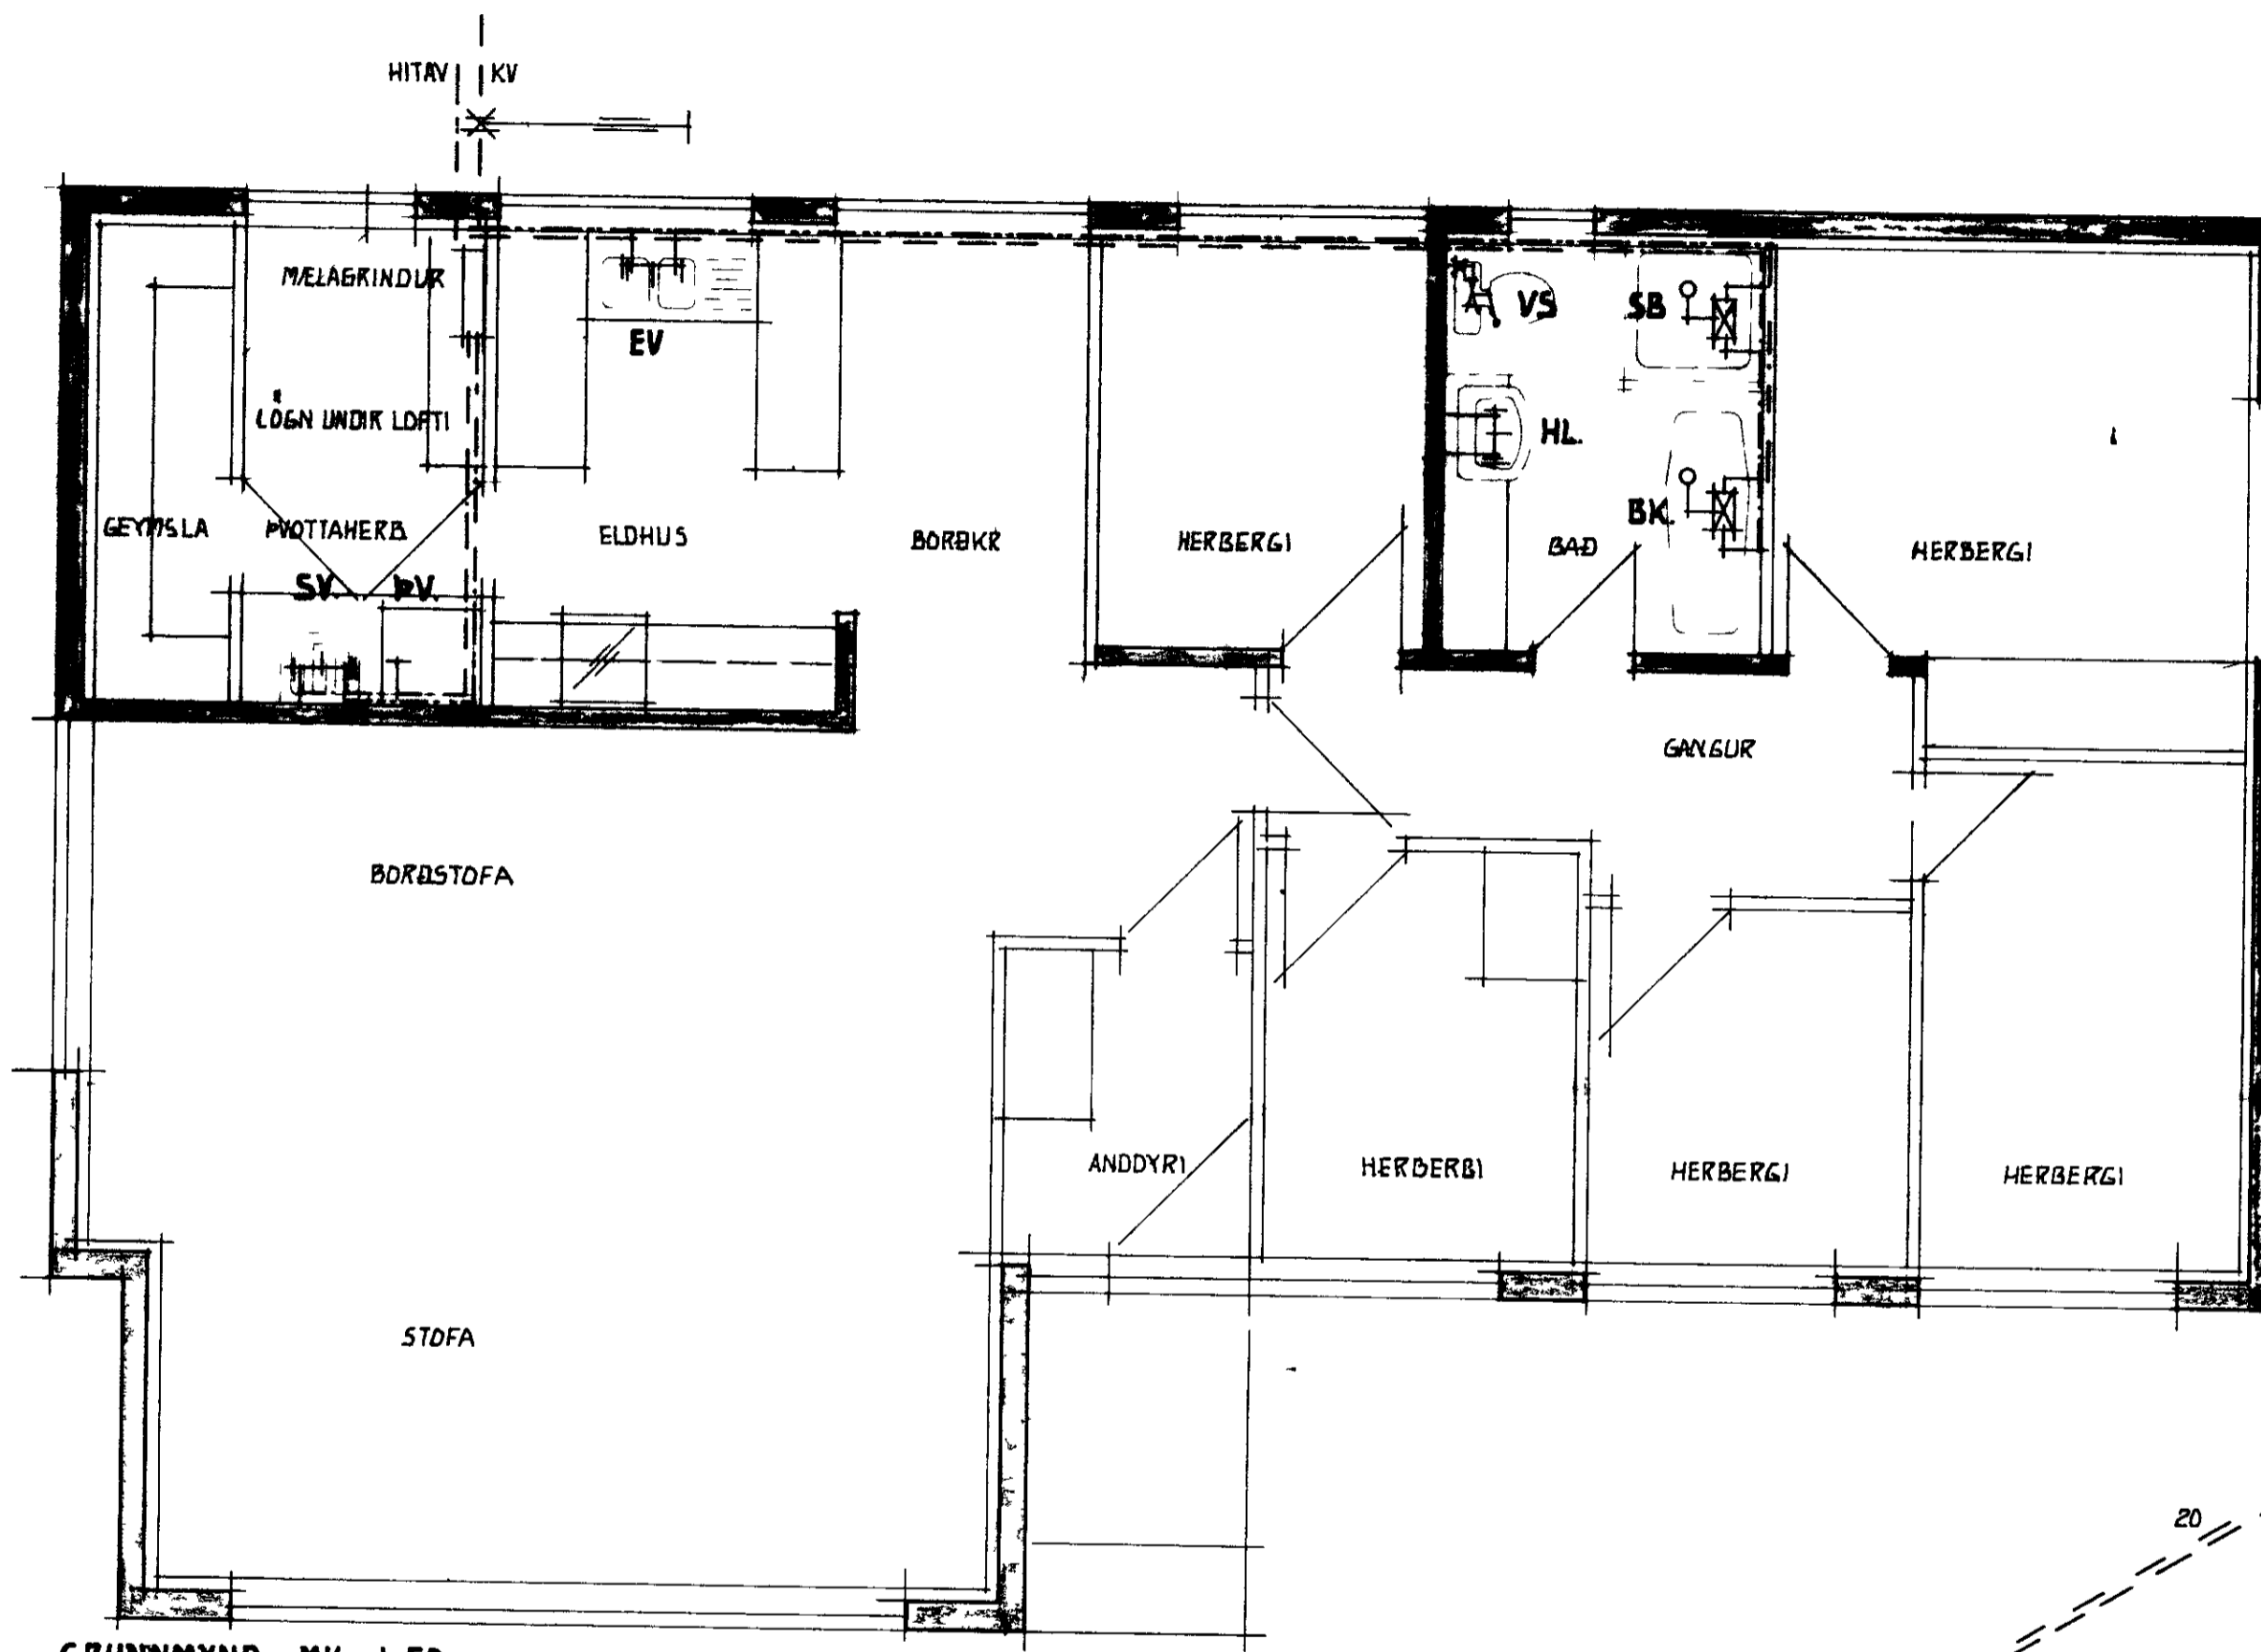 HITAV KV
MÆLAGRINDUR
VS
SB
EV
LÖGN UNDIR LOFTI
HL.
GEYMSLA
ÞVOTTAHERB
ELDHUS
BORÐKR
HERBERGI
BK.
BAÐ
HERBERGI
SV.
ÞV.
GANGUR
BORÐSTOFA
ANDDYRI
HERBERGI
HERBERGI
HERBERGI
STOFA
20